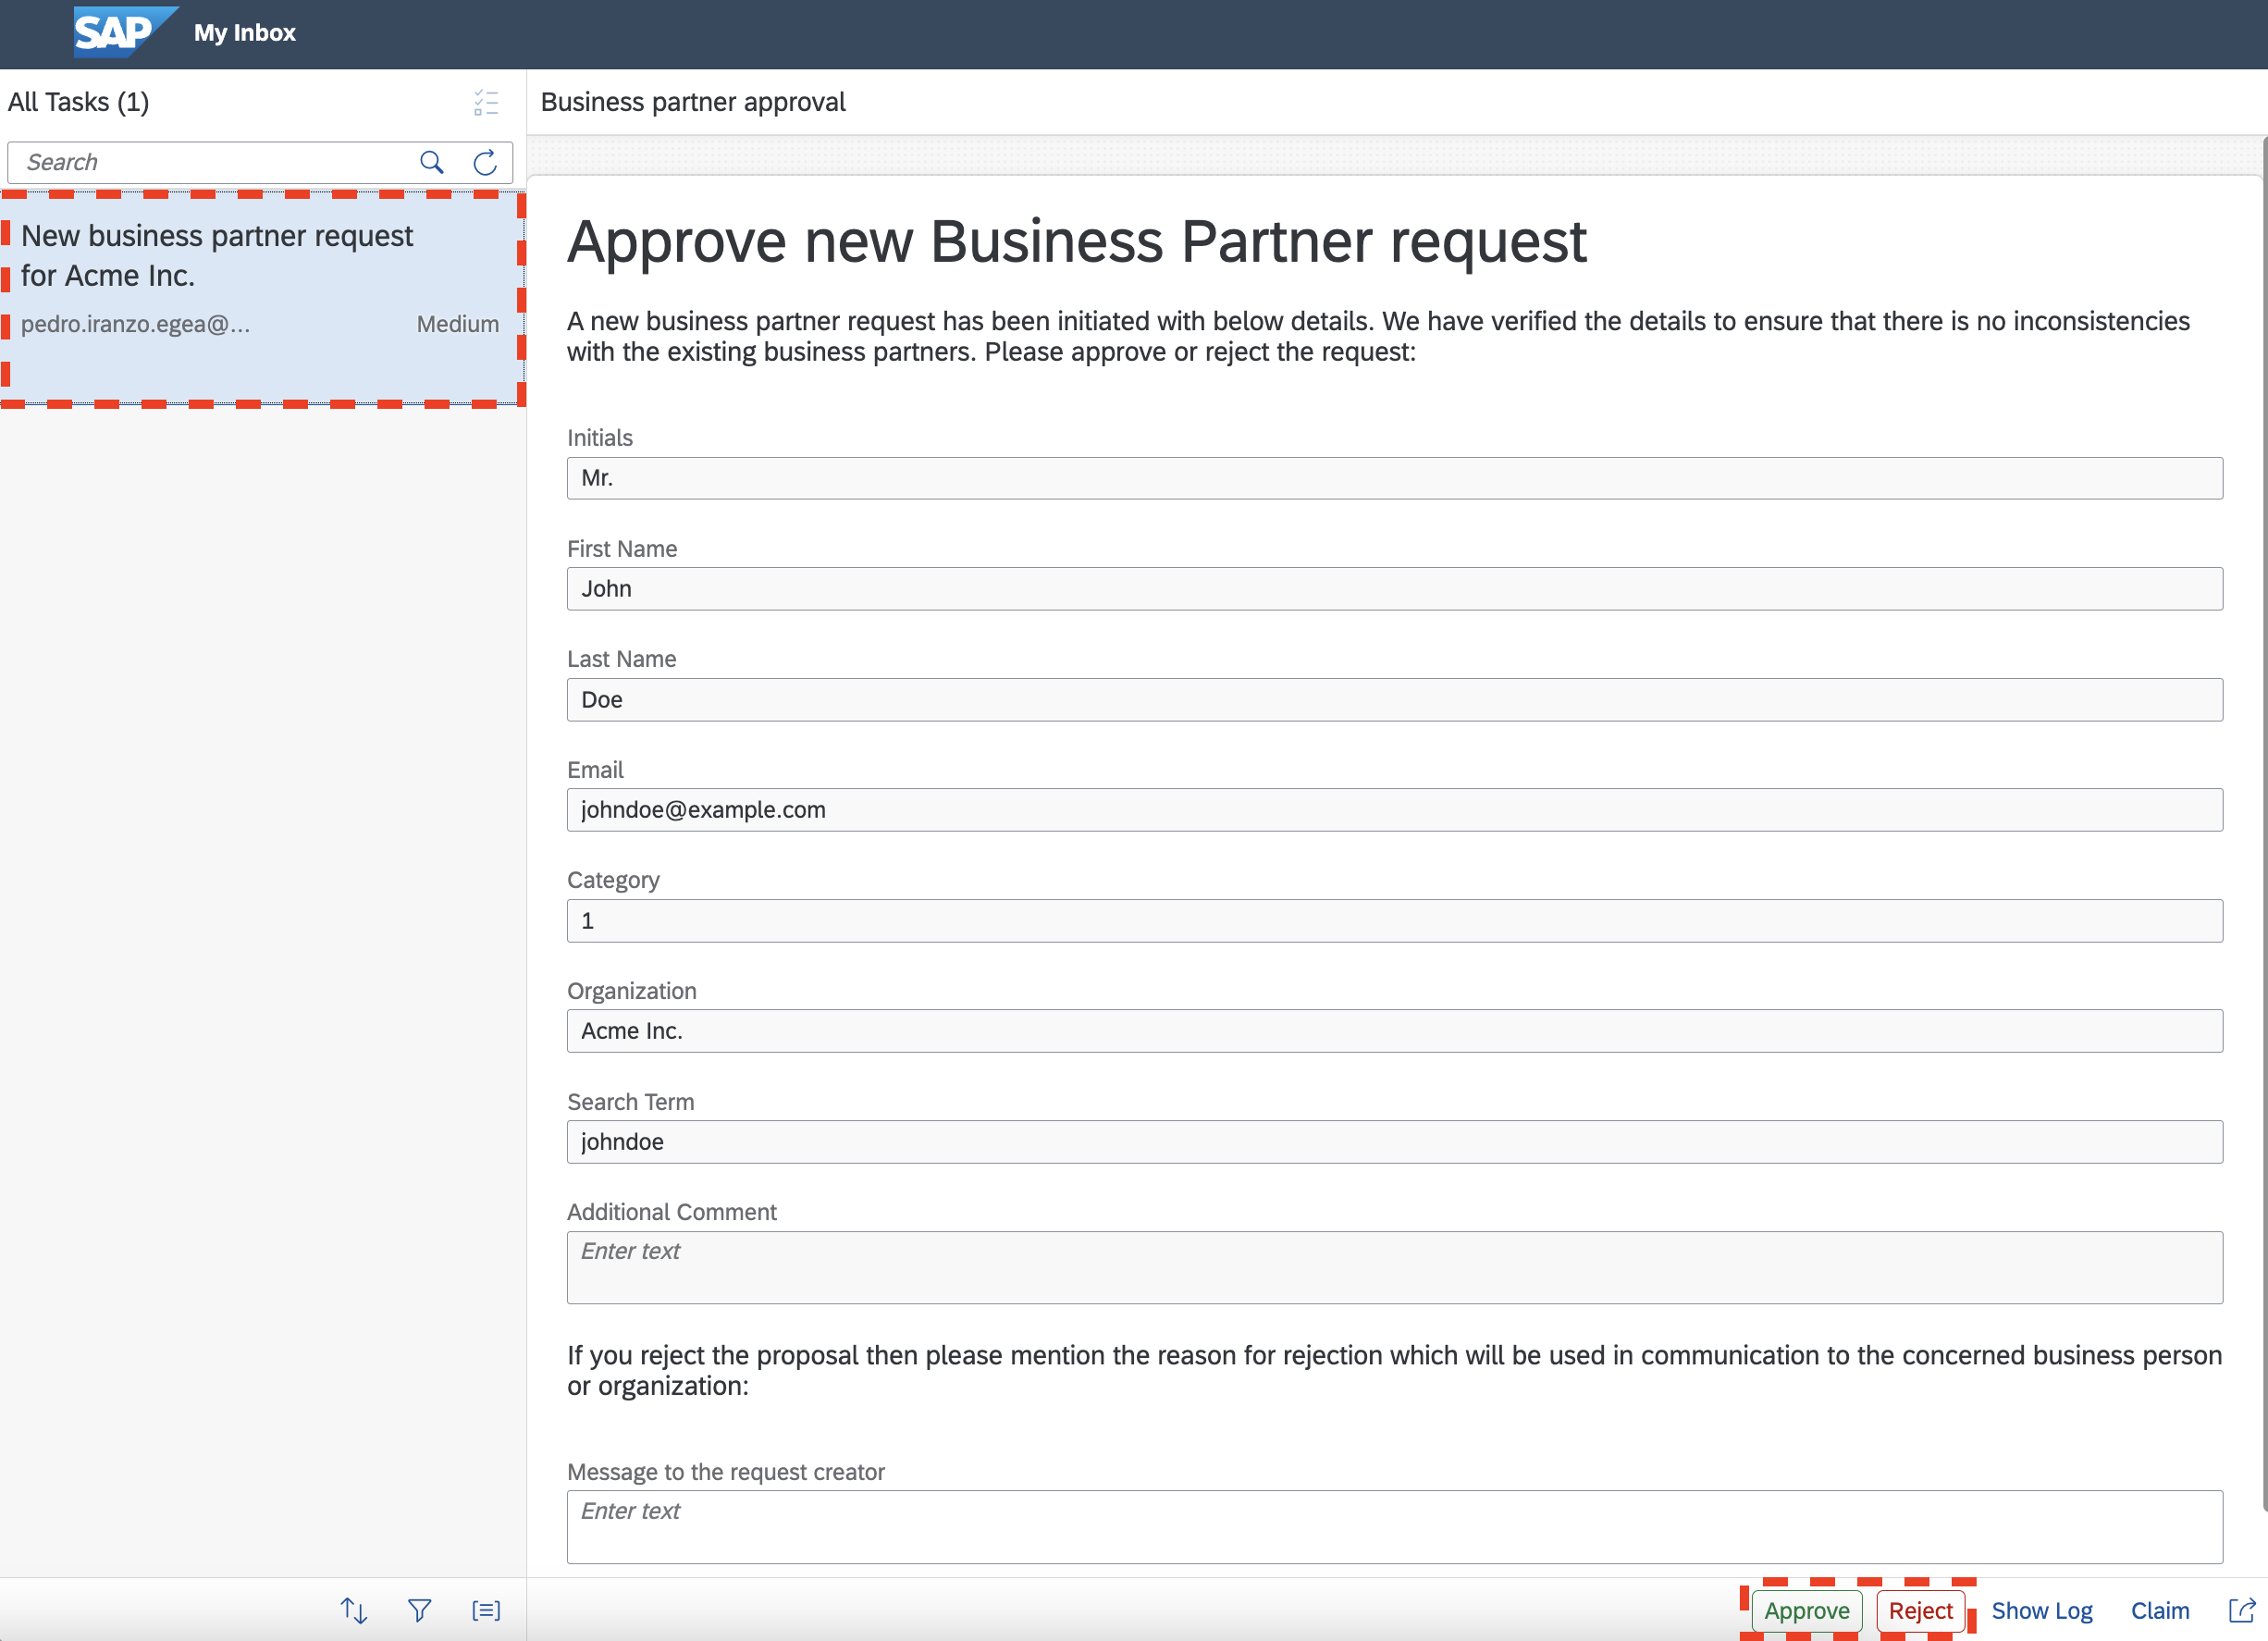 SAP My Inbox
All Tasks (1)
Search
New business partner request
for Acme Inc.
pedro.iranzo.egea@... Medium
Business partner approval
Approve new Business Partner request
A new business partner request has been initiated with below details. We have verified the details to ensure that there is no inconsistencies
with the existing business partners. Please approve or reject the request:
Initials
Mr.
First Name
John
Last Name
Doe
Email
johndoe@example.com
Category
1
Organization
Acme Inc.
Search Term
johndoe
Additional Comment
Enter text
If you reject the proposal then please mention the reason for rejection which will be used in communication to the concerned business person
or organization:
Message to the request creator
Enter text
Approve Reject Show Log Claim